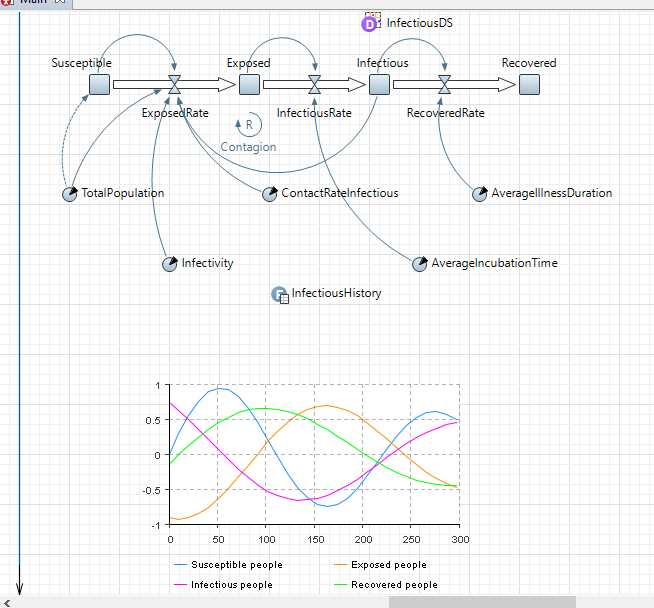 Main
InfectiousDS
Susceptible Exposed Infectious Recovered
ExposedRate InfectiousRate RecoveredRate
R
Contagion
TotalPopulation ContactRateInfectious AverageIllnessDuration
Infectivity AverageIncubationTime
InfectiousHistory
1
0.5
0
-0.5
-1
0 50 100 150 200 250 300
Susceptible people Exposed people
Infectious people Recovered people